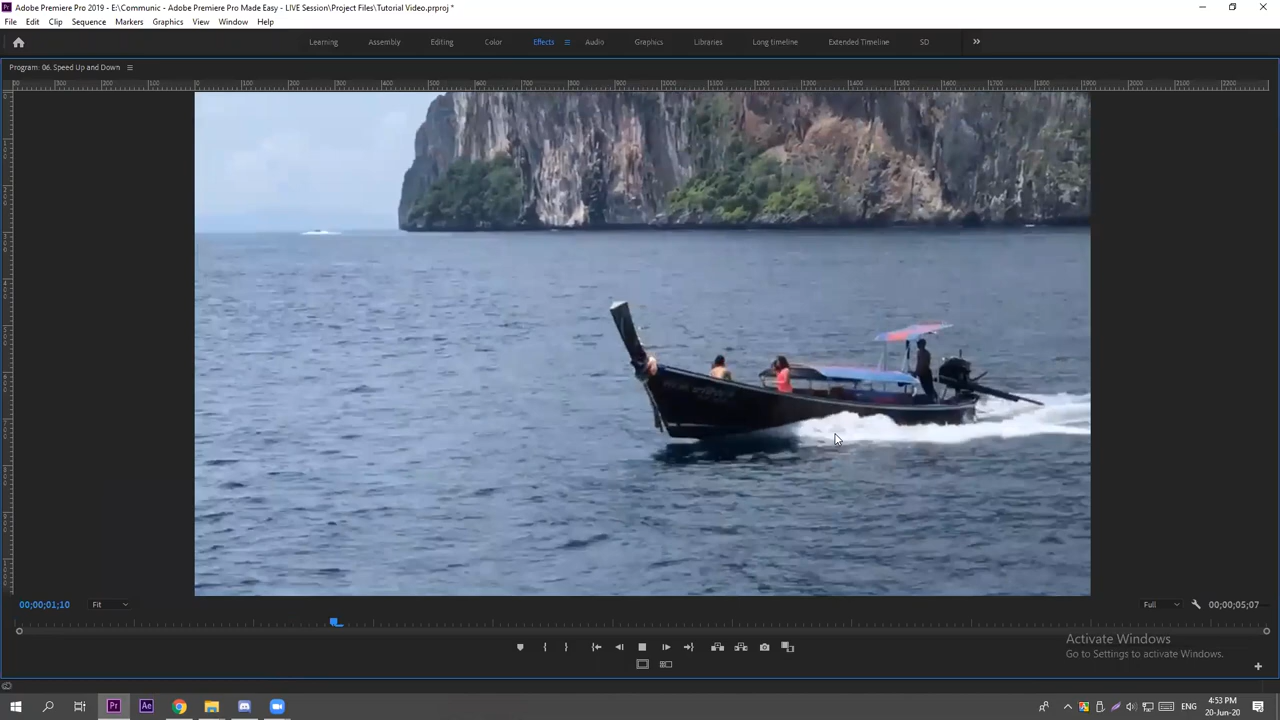 Adobe Premiere Pro 2019 - E:\Communic - Adobe Premiere Pro Made Easy - LIVE Session\Project Files\Tutorial Video.prproj *
File Edit Clip Sequence Markers Graphics View Window Help
Learning Assembly Editing Color Effects Audio Graphics Libraries Long timeline Extended Timeline SD
Program: 06. Speed Up and Down
00;00;01;10 Fit Full 00;00;05;07
Activate Windows
Go to Settings to activate Windows.
Pr Ae ENG 4:53 PM
20-Jun-20